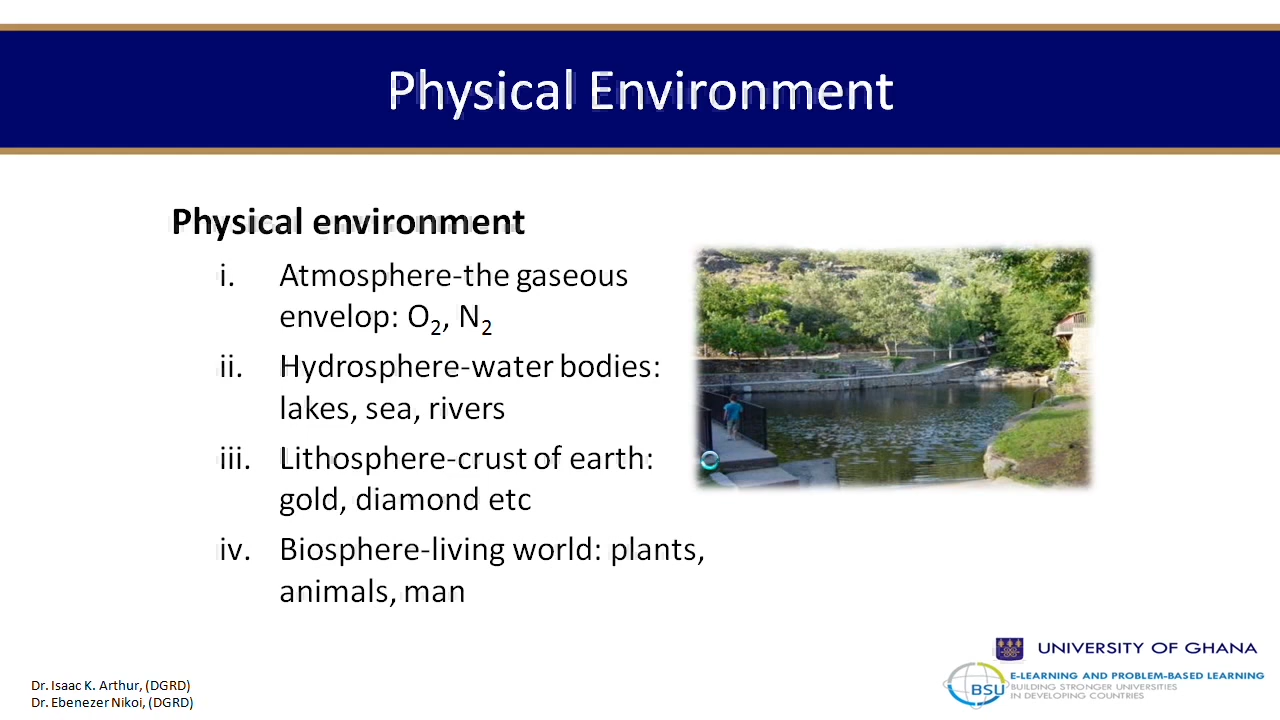 Physical Environment
Physical environment
i. Atmosphere-the gaseous
envelop: O₂, N₂
ii. Hydrosphere-water bodies:
lakes, sea, rivers
iii. Lithosphere-crust of earth:
gold, diamond etc
iv. Biosphere-living world: plants,
animals, man
Dr. Isaac K. Arthur, (DGRD)
Dr. Ebenezer Nikoi, (DGRD)
UNIVERSITY OF GHANA
BSU
E-LEARNING AND PROBLEM-BASED LEARNING
BUILDING STRONGER UNIVERSITIES
IN DEVELOPING COUNTRIES